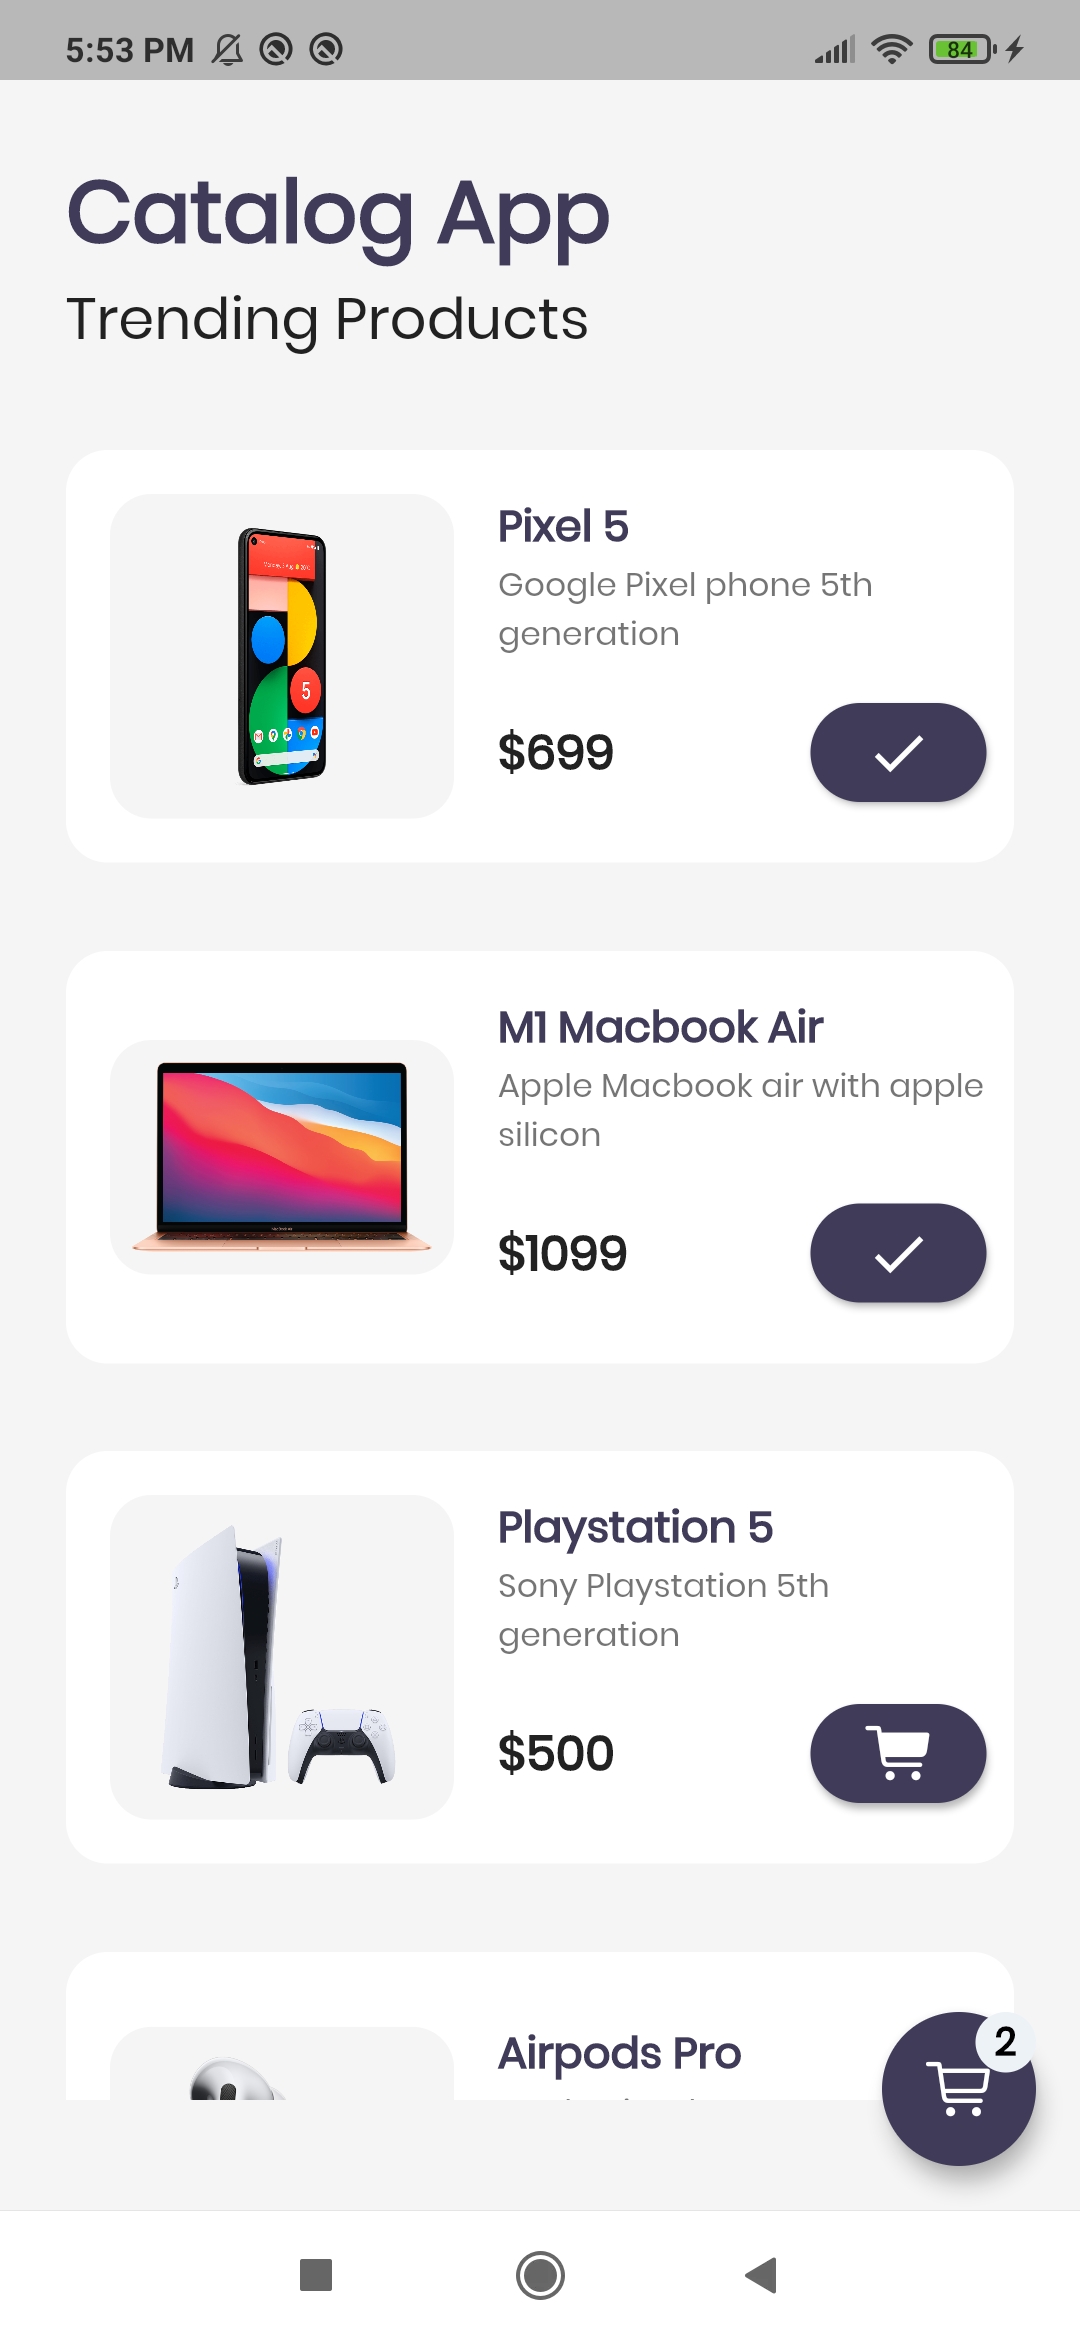 5:53 PM
84
Catalog App
Trending Products
Pixel 5
Google Pixel phone 5th
generation
5
$699
M1 Macbook Air
Apple Macbook air with apple
silicon
$1099
Playstation 5
Sony Playstation 5th
generation
$500
Airpods Pro
2